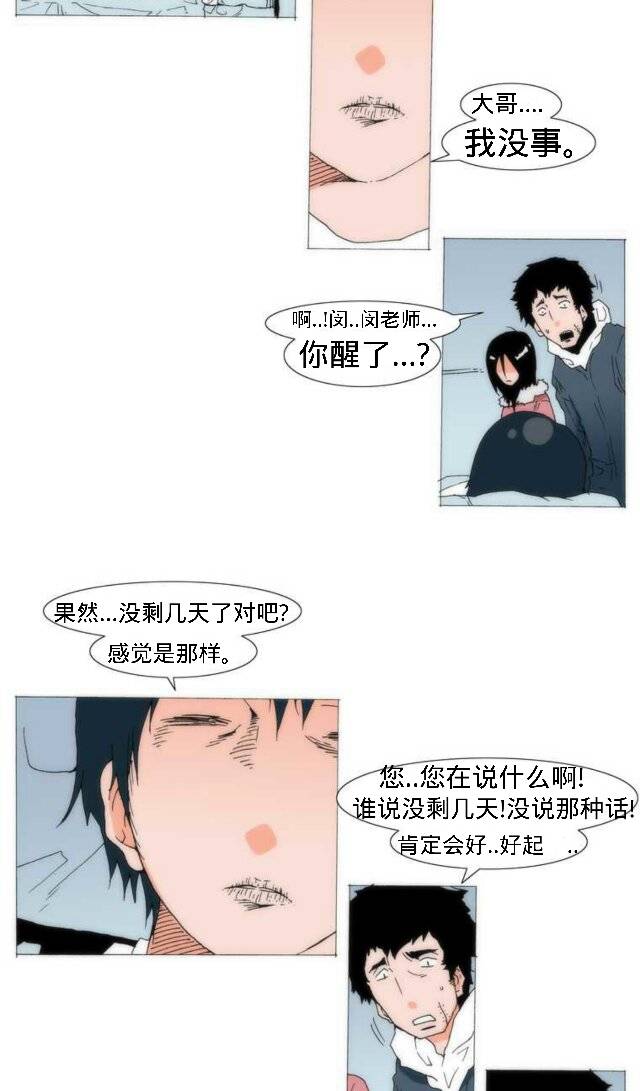 大哥....
我没事。
啊..!闵..闵老师...
你醒了...?
果然...没剩几天了对吧?
感觉是那样。
您..您在说什么啊!
谁说没剩几天!没说那种话!
肯定会好..好起 ..